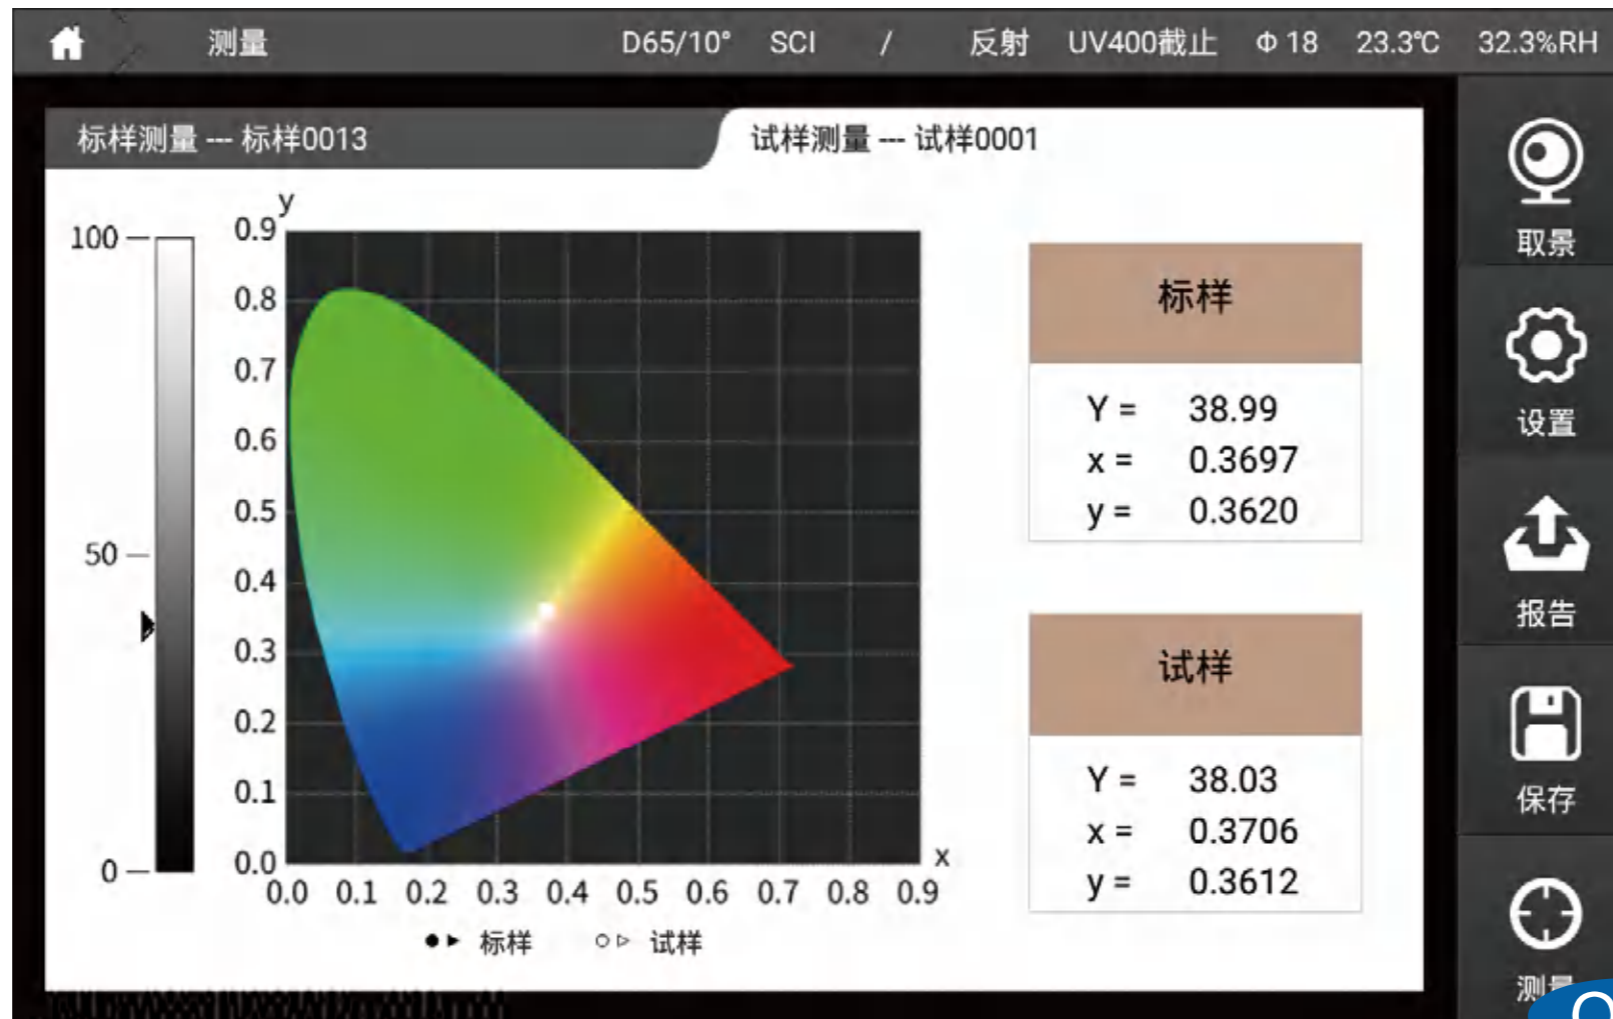 测量 D65/10° SCI / 反射 UV400截止 Φ 18 23.3℃ 32.3%RH
标样测量 --- 标样0013
试样测量 --- 试样0001
y
100
50
0
0.9
0.8
0.7
0.6
0.5
0.4
0.3
0.2
0.1
0.0
0.0 0.1 0.2 0.3 0.4 0.5 0.6 0.7 0.8 0.9
x
标样 试样
标样
Y = 38.99
x = 0.3697
y = 0.3620
试样
Y = 38.03
x = 0.3706
y = 0.3612
取景
设置
报告
保存